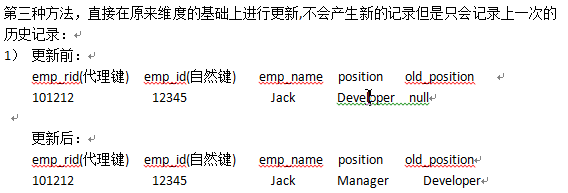 第三种方法，直接在原来维度的基础上进行更新,不会产生新的记录但是只会记录上一次的
历史记录：
1） 更新前：
emp_rid(代理键) emp_id(自然键) emp_name position old_position
101212 12345 Jack Developer null
更新后：
emp_rid(代理键) emp_id(自然键) emp_name position old_position
101212 12345 Jack Manager Developer